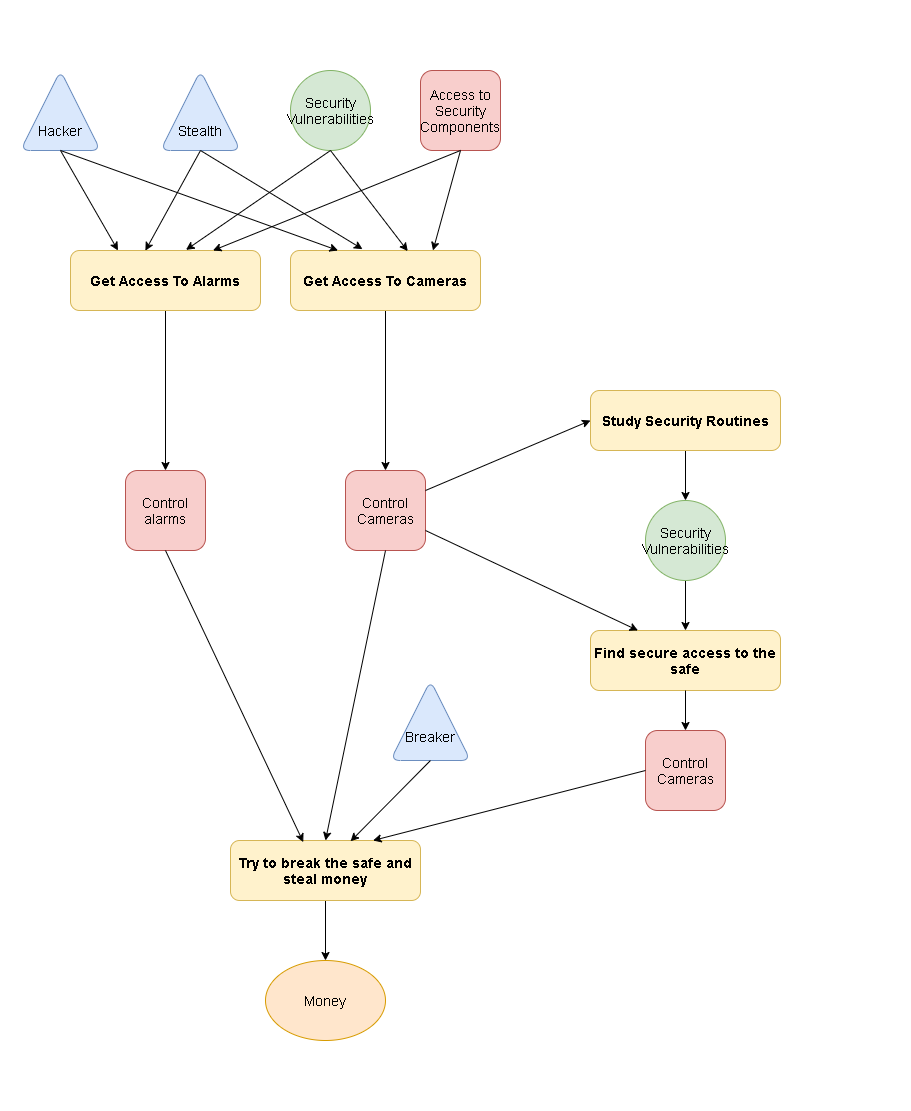 Hacker
Stealth
Security
Vulnerabilities
Access to
Security
Components
Get Access To Alarms
Get Access To Cameras
Study Security Routines
Control
alarms
Control
Cameras
Security
Vulnerabilities
Find secure access to the
safe
Breaker
Control
Cameras
Try to break the safe and
steal money
Money